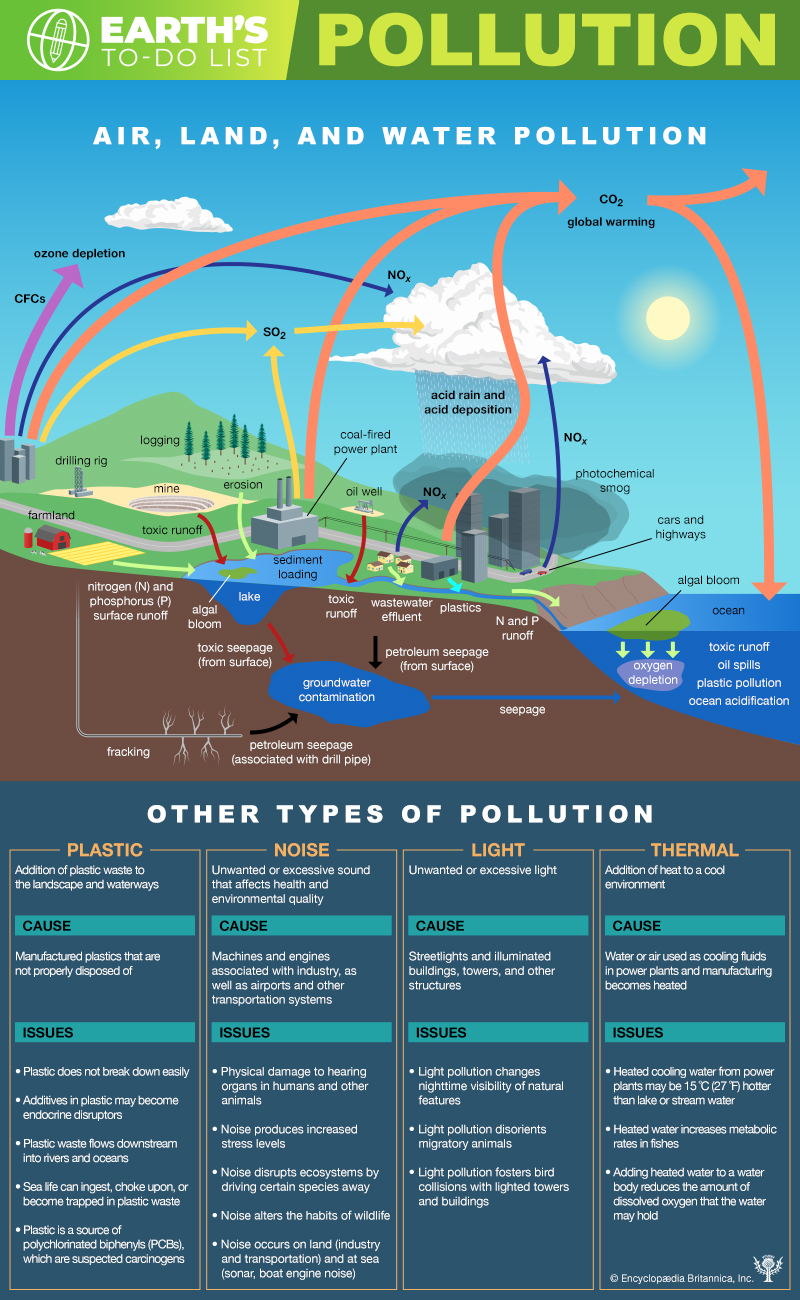 EARTH'S
TO-DO LIST
POLLUTION
AIR, LAND, AND WATER POLLUTION
CO₂
global warming
ozone depletion
CFCs
NOₓ
SO₂
acid rain and
acid deposition
coal-fired
power plant
NOₓ
logging
drilling rig
photochemical
smog
mine
erosion
oil well
NOₓ
farmland
toxic runoff
cars and
highways
sediment
loading
algal bloom
nitrogen (N) and
phosphorus (P)
surface runoff
algal
bloom
lake
toxic
runoff
wastewater
effluent
plastics
N and P
runoff
ocean
toxic seepage
(from surface)
petroleum seepage
(from surface)
oxygen
depletion
toxic runoff
oil spills
plastic pollution
ocean acidification
groundwater
contamination
seepage
fracking
petroleum seepage
(associated with drill pipe)
OTHER TYPES OF POLLUTION
PLASTIC
Addition of plastic waste to
the landscape and waterways
CAUSE
Manufactured plastics that are
not properly disposed of
ISSUES
• Plastic does not break down easily
• Additives in plastic may become
endocrine disruptors
• Plastic waste flows downstream
into rivers and oceans
• Sea life can ingest, choke upon, or
become trapped in plastic waste
• Plastic is a source of
polychlorinated biphenyls (PCBs),
which are suspected carcinogens
NOISE
Unwanted or excessive sound
that affects health and
environmental quality
CAUSE
Machines and engines
associated with industry, as
well as airports and other
transportation systems
ISSUES
• Physical damage to hearing
organs in humans and other
animals
• Noise produces increased
stress levels
• Noise disrupts ecosystems by
driving certain species away
• Noise alters the habits of wildlife
• Noise occurs on land (industry
and transportation) and at sea
(sonar, boat engine noise)
LIGHT
Unwanted or excessive light
CAUSE
Streetlights and illuminated
buildings, towers, and other
structures
ISSUES
• Light pollution changes
nighttime visibility of natural
features
• Light pollution disorients
migratory animals
• Light pollution fosters bird
collisions with lighted towers
and buildings
THERMAL
Addition of heat to a cool
environment
CAUSE
Water or air used as cooling fluids
in power plants and manufacturing
becomes heated
ISSUES
• Heated cooling water from power
plants may be 15 °C (27 °F) hotter
than lake or stream water
• Heated water increases metabolic
rates in fishes
• Adding heated water to a water
body reduces the amount of
dissolved oxygen that the water
may hold
© Encyclopædia Britannica, Inc.